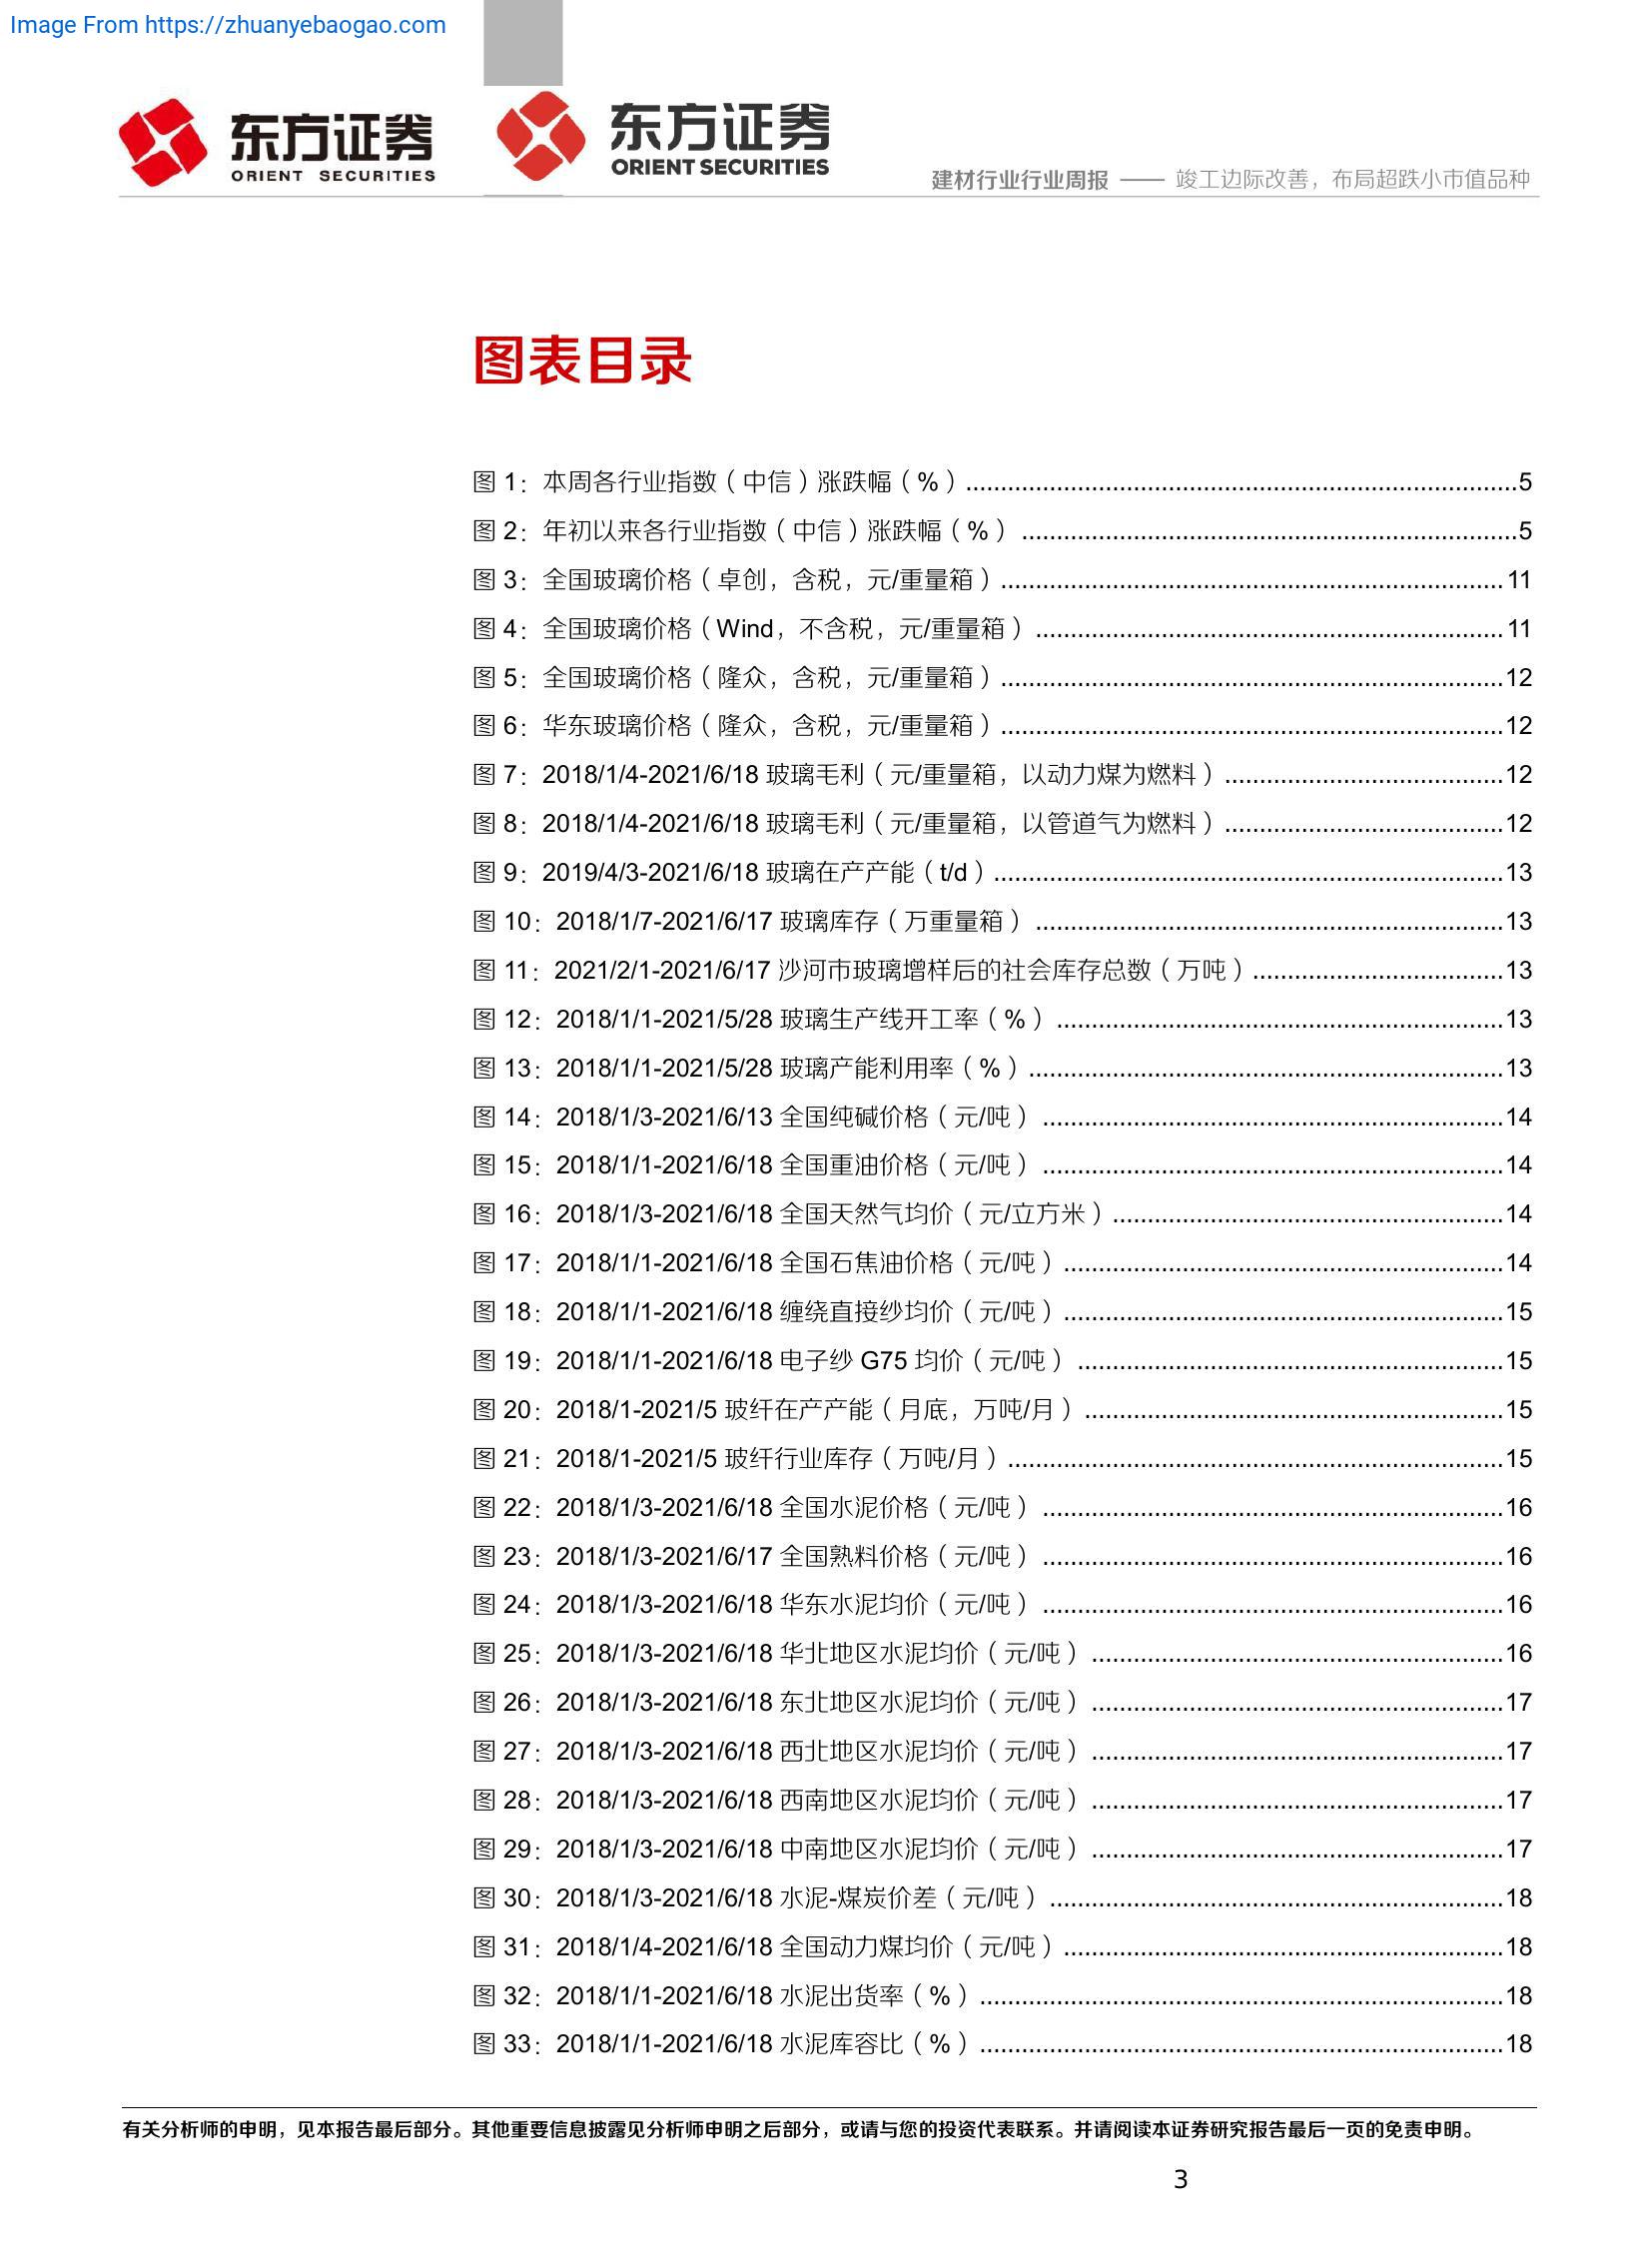 Image From https://zhuanyebaogao.com
东方证券
ORIENT SECURITIES
东方证券
ORIENT SECURITIES
建材行业行业周报 —— 竣工边际改善，布局超跌小市值品种
图表目录
图 1：本周各行业指数（中信）涨跌幅（%）..........5
图 2：年初以来各行业指数（中信）涨跌幅（%）..........5
图 3：全国玻璃价格（卓创，含税，元/重量箱）..........11
图 4：全国玻璃价格（Wind，不含税，元/重量箱）..........11
图 5：全国玻璃价格（隆众，含税，元/重量箱）..........12
图 6：华东玻璃价格（隆众，含税，元/重量箱）..........12
图 7：2018/1/4-2021/6/18 玻璃毛利（元/重量箱，以动力煤为燃料）..........12
图 8：2018/1/4-2021/6/18 玻璃毛利（元/重量箱，以管道气为燃料）..........12
图 9：2019/4/3-2021/6/18 玻璃在产产能（t/d）..........13
图 10：2018/1/7-2021/6/17 玻璃库存（万重量箱）..........13
图 11：2021/2/1-2021/6/17 沙河市玻璃增样后的社会库存总数（万吨）..........13
图 12：2018/1/1-2021/5/28 玻璃生产线开工率（%）..........13
图 13：2018/1/1-2021/5/28 玻璃产能利用率（%）..........13
图 14：2018/1/3-2021/6/13 全国纯碱价格（元/吨）..........14
图 15：2018/1/1-2021/6/18 全国重油价格（元/吨）..........14
图 16：2018/1/3-2021/6/18 全国天然气均价（元/立方米）..........14
图 17：2018/1/1-2021/6/18 全国石焦油价格（元/吨）..........14
图 18：2018/1/1-2021/6/18 缠绕直接纱均价（元/吨）..........15
图 19：2018/1/1-2021/6/18 电子纱 G75 均价（元/吨）..........15
图 20：2018/1-2021/5 玻纤在产产能（月底，万吨/月）..........15
图 21：2018/1-2021/5 玻纤行业库存（万吨/月）..........15
图 22：2018/1/3-2021/6/18 全国水泥价格（元/吨）..........16
图 23：2018/1/3-2021/6/17 全国熟料价格（元/吨）..........16
图 24：2018/1/3-2021/6/18 华东水泥均价（元/吨）..........16
图 25：2018/1/3-2021/6/18 华北地区水泥均价（元/吨）..........16
图 26：2018/1/3-2021/6/18 东北地区水泥均价（元/吨）..........17
图 27：2018/1/3-2021/6/18 西北地区水泥均价（元/吨）..........17
图 28：2018/1/3-2021/6/18 西南地区水泥均价（元/吨）..........17
图 29：2018/1/3-2021/6/18 中南地区水泥均价（元/吨）..........17
图 30：2018/1/3-2021/6/18 水泥-煤炭价差（元/吨）..........18
图 31：2018/1/4-2021/6/18 全国动力煤均价（元/吨）..........18
图 32：2018/1/1-2021/6/18 水泥出货率（%）..........18
图 33：2018/1/1-2021/6/18 水泥库容比（%）..........18
有关分析师的申明，见本报告最后部分。其他重要信息披露见分析师申明之后部分，或请与您的投资代表联系。并请阅读本证券研究报告最后一页的免责申明。
3